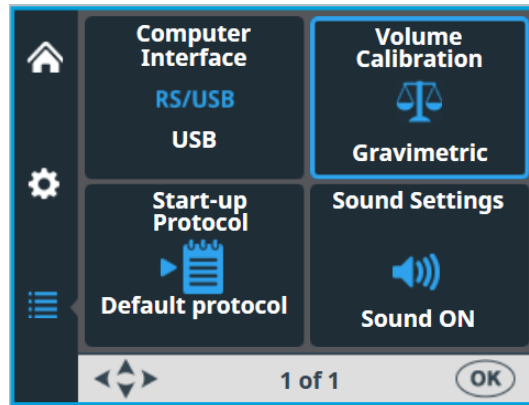 Computer
Interface
RS/USB
USB
Volume
Calibration
Gravimetric
Start-up
Protocol
Default protocol
Sound Settings
Sound ON
1 of 1
OK